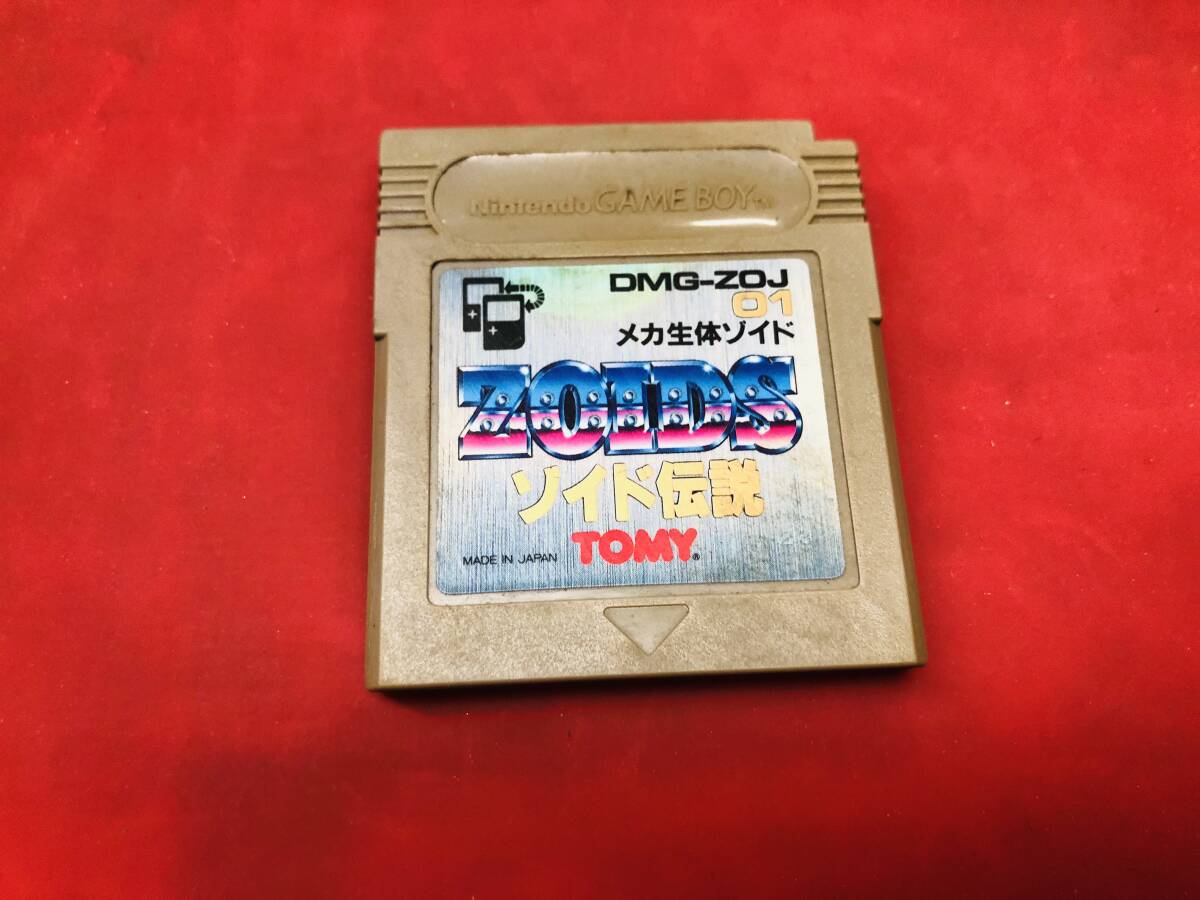 Nintendo GAME BOY™
DMG-ZOJ
01
メカ生体ゾイド
ZOIDS
ゾイド伝説
MADE IN JAPAN
TOMY®